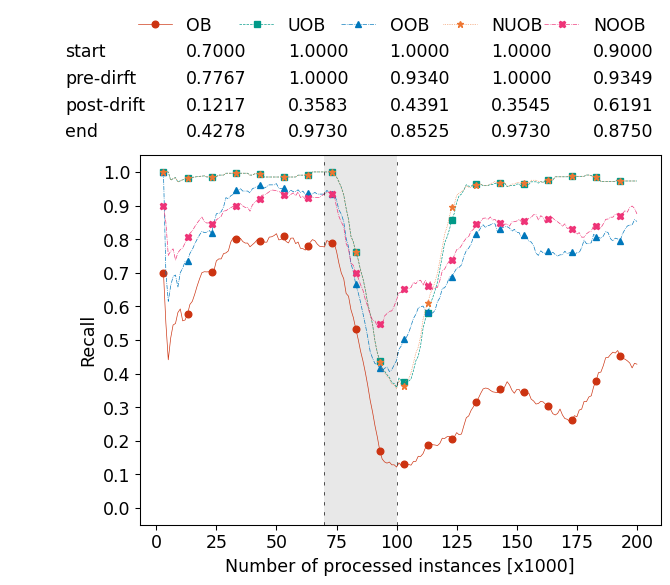 OB UOB OOB NUOB NOOB
start 0.7000 1.0000 1.0000 1.0000 0.9000
pre-dirft 0.7767 1.0000 0.9340 1.0000 0.9349
post-drift 0.1217 0.3583 0.4391 0.3545 0.6191
end 0.4278 0.9730 0.8525 0.9730 0.8750
1.0
0.9
0.8
0.7
0.6
0.5
0.4
0.3
0.2
0.1
0.0
Recall
0 25 50 75 100 125 150 175 200
Number of processed instances [x1000]